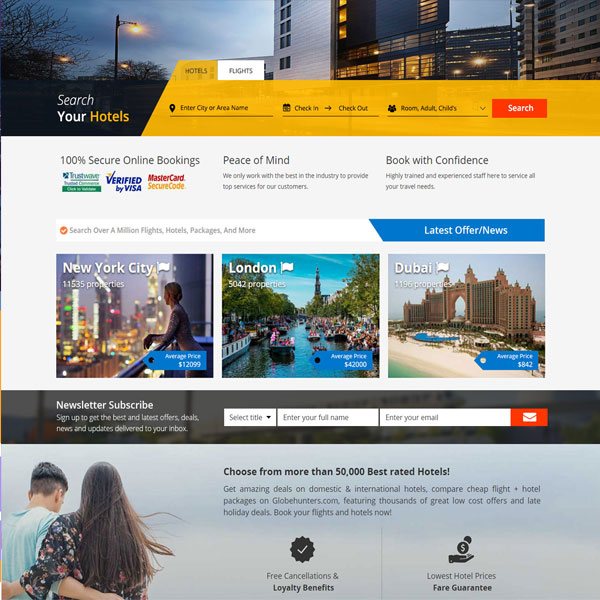 HOTELS
FLIGHTS
Search
Your Hotels
Enter City or Area Name
Check in → Check Out
Room, Adult, Child's
Search
100% Secure Online Bookings
Peace of Mind
Book with Confidence
Trustwave
Trusted Commerce
Click to Validate
VERIFIED
by VISA
MasterCard.
SecureCode.
We only work with the best in the industry to provide
top services for our customers.
Highly trained and experienced staff here to service all
your travel needs.
Search Over A Million Flights, Hotels, Packages, And More
Latest Offer/News
New York City
11535 properties
Average Price
$12099
London
5042 properties
Average Price
$42000
Dubai
1196 properties
Average Price
$842
Newsletter Subscribe
Sign up to get the best and latest offers, deals,
news and updates delivered to your inbox.
Select title
Enter your full name
Enter your email
Choose from more than 50,000 Best rated Hotels!
Get amazing deals on domestic & international hotels, compare cheap flight + hotel
packages on Globehunters.com, featuring thousands of great low cost offers and late
holiday deals. Book your flights and hotels now!
Free Cancellations &
Loyalty Benefits
Lowest Hotel Prices
Fare Guarantee